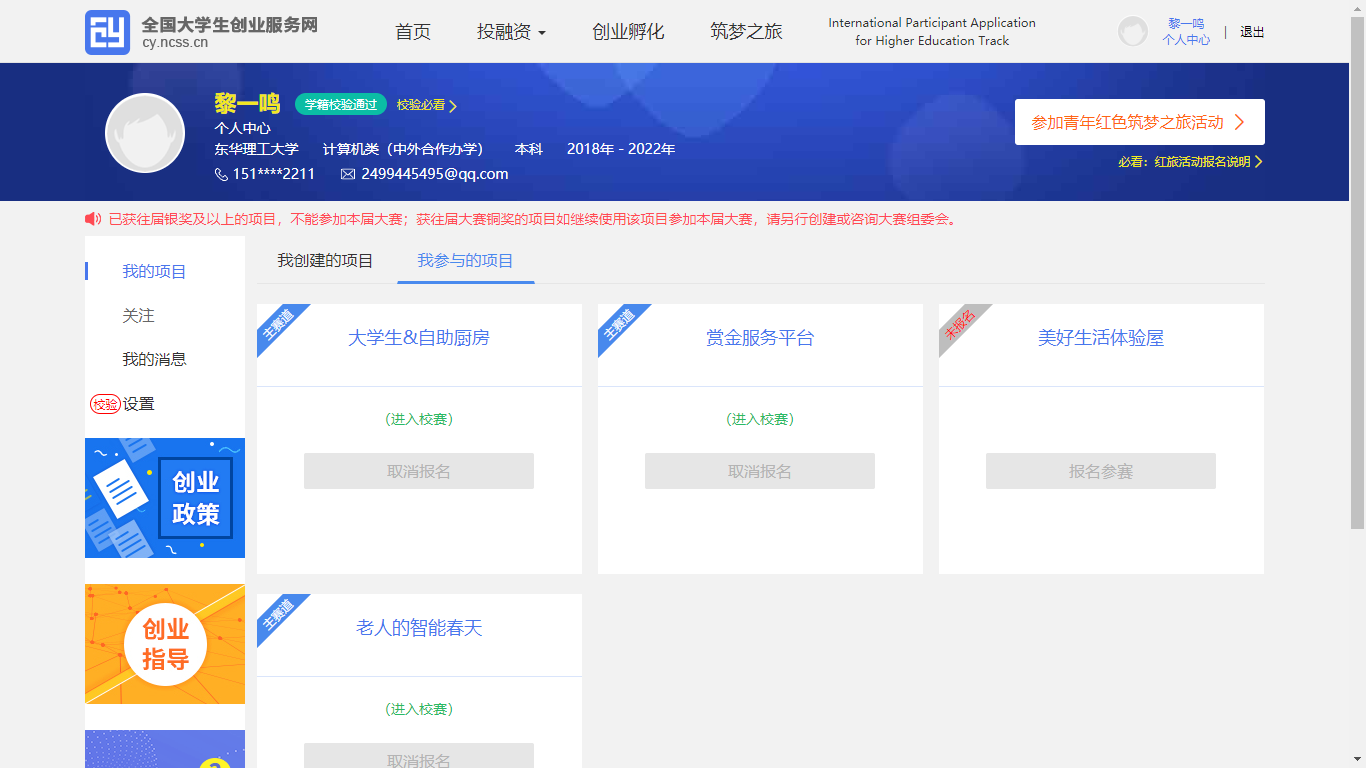 全国大学生创业服务网
cy.ncss.cn
首页
投融资
创业孵化
筑梦之旅
International Participant Application
for Higher Education Track
黎一鸣
个人中心
|
退出
黎一鸣
学籍校验通过
校验必看
个人中心
东华理工大学
计算机类（中外合作办学）
本科
2018年 - 2022年
151****2211
2499445495@qq.com
参加青年红色筑梦之旅活动
必看：红旅活动报名说明
已获往届银奖及以上的项目，不能参加本届大赛；获往届大赛铜奖的项目如继续使用该项目参加本届大赛，请另行创建或咨询大赛组委会。
我的项目
关注
我的消息
校验 设置
创业
政策
创业
指导
?
我创建的项目
我参与的项目
主赛道
大学生&自助厨房
（进入校赛）
取消报名
主赛道
赏金服务平台
（进入校赛）
取消报名
未报名
美好生活体验屋
报名参赛
主赛道
老人的智能春天
（进入校赛）
取消报名